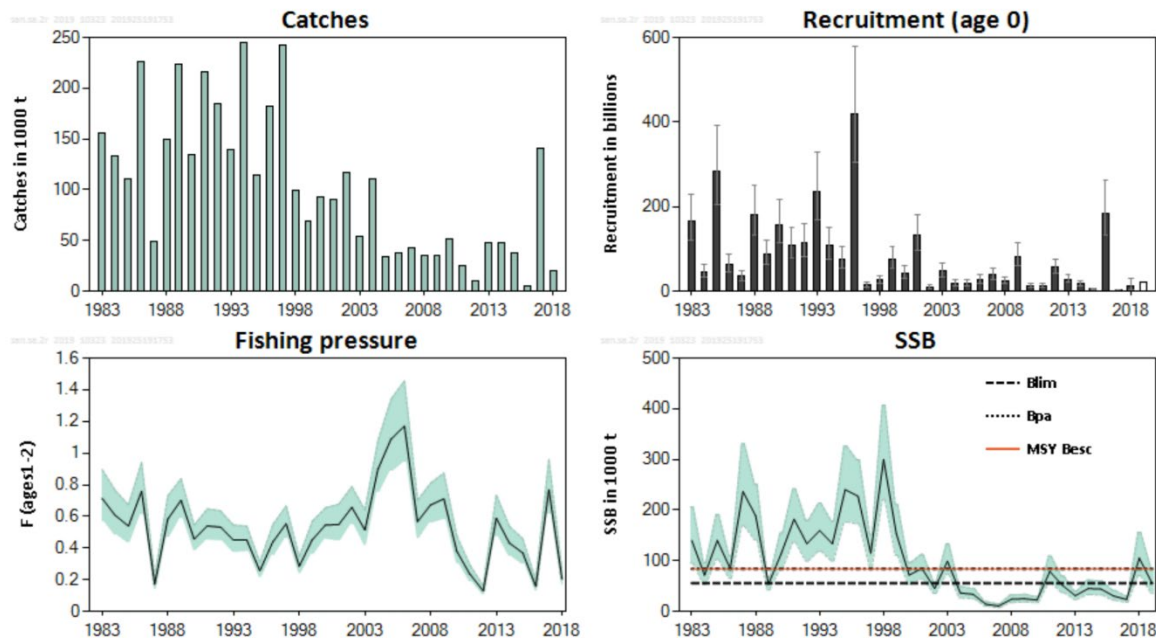 Catches
Catches in 1000 t
250
200
150
100
50
0
1983 1988 1993 1998 2003 2008 2013 2018
Recruitment (age 0)
Recruitment in billions
600
400
200
0
1983 1988 1993 1998 2003 2008 2013 2018
Fishing pressure
F (ages1-2)
1.6
1.4
1.2
1
0.8
0.6
0.4
0.2
0
1983 1988 1993 1998 2003 2008 2013 2018
SSB
SSB in 1000 t
500
400
300
200
100
0
Blim
Bpa
MSY Besc
1983 1988 1993 1998 2003 2008 2013 2018